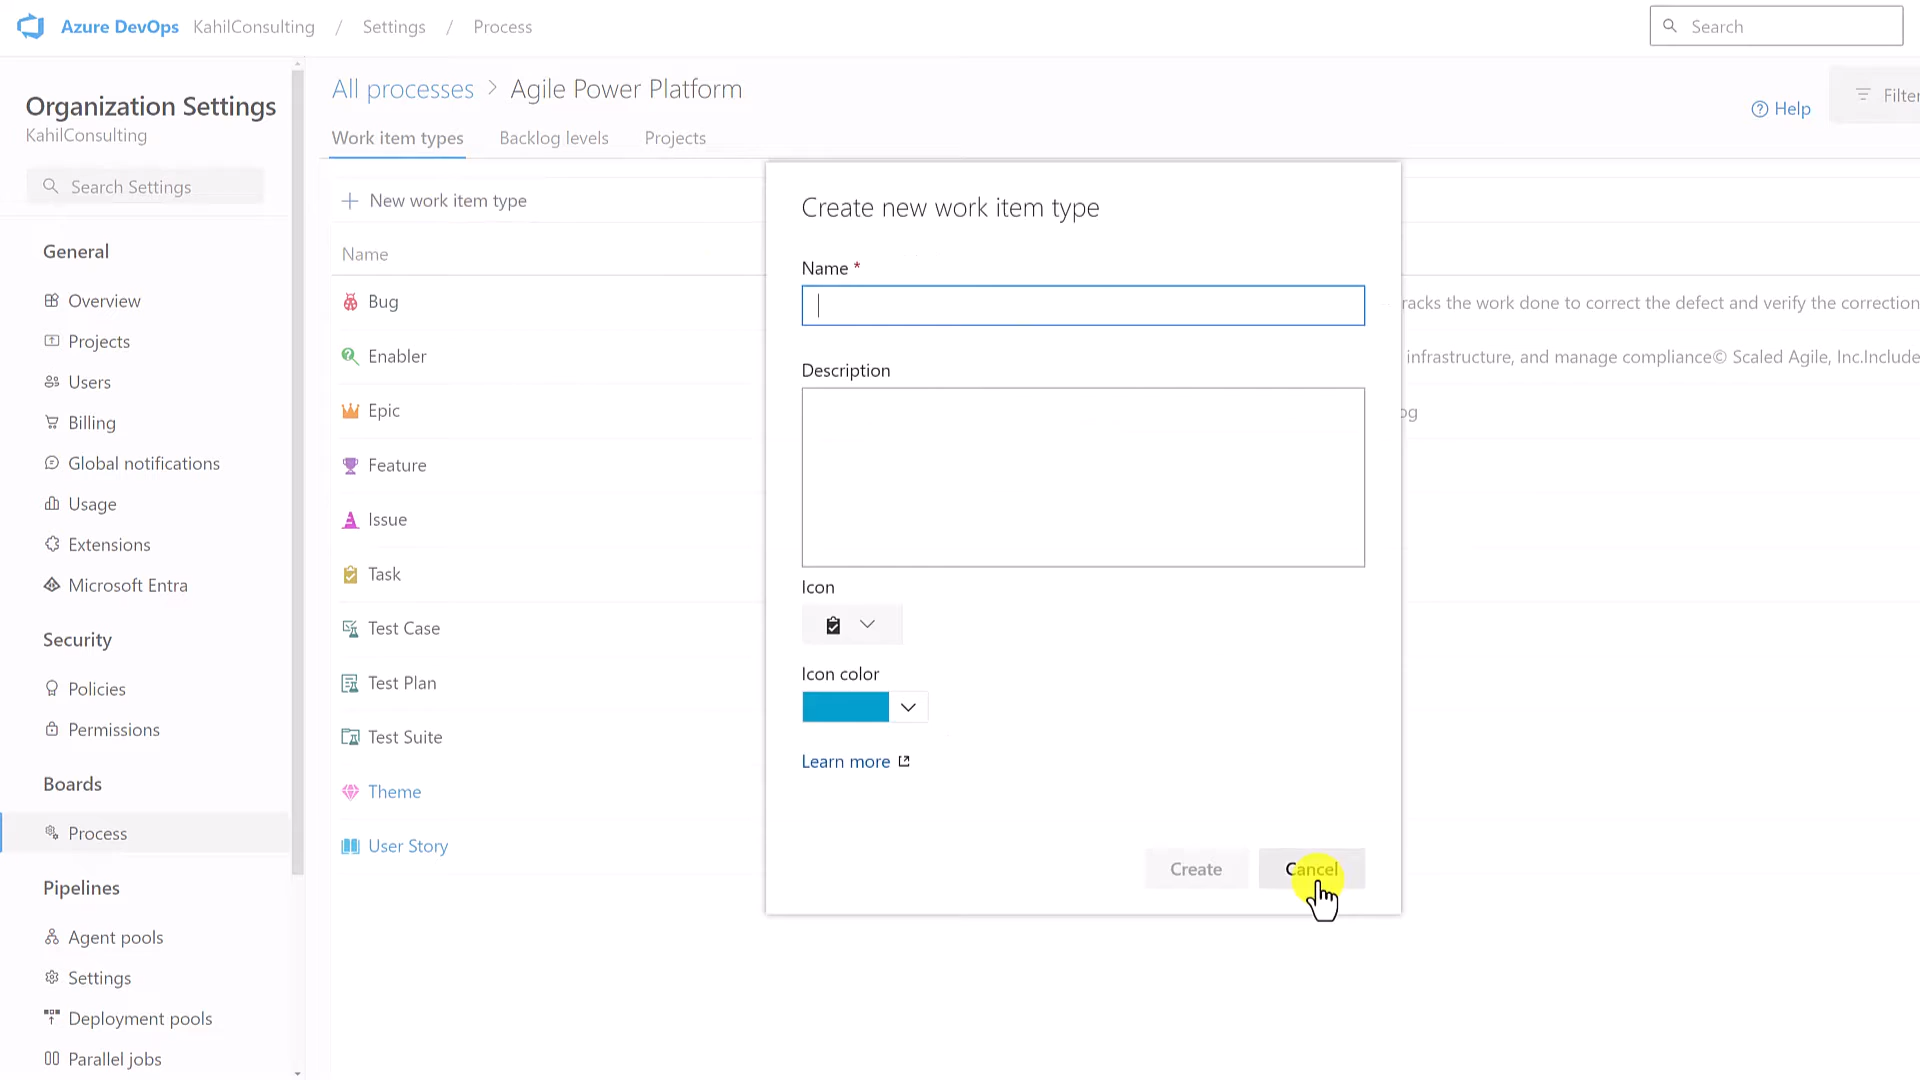 Azure DevOps KahilConsulting / Settings / Process
Search
Organization Settings
KahilConsulting
Search Settings
General
Overview
Projects
Users
Billing
Global notifications
Usage
Extensions
Microsoft Entra
Security
Policies
Permissions
Boards
Process
Pipelines
Agent pools
Settings
Deployment pools
Parallel jobs
All processes > Agile Power Platform
Help
Filter
Work item types Backlog levels Projects
New work item type
Name
Bug
Enabler
Epic
Feature
Issue
Task
Test Case
Test Plan
Test Suite
Theme
User Story
racks the work done to correct the defect and verify the correction
infrastructure, and manage compliance© Scaled Agile, Inc.Include
og
Create new work item type
Name *
Description
Icon
Icon color
Learn more
Create Cancel